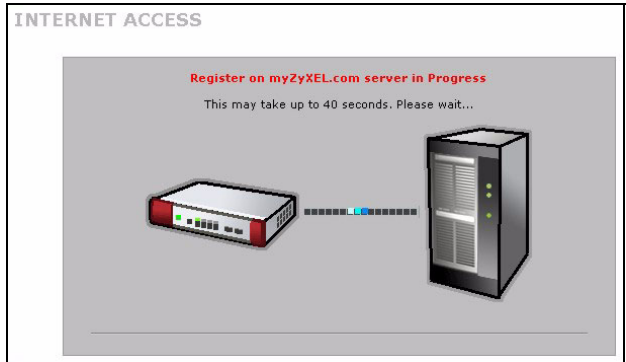 INTERNET ACCESS
Register on myZyXEL.com server in Progress
This may take up to 40 seconds. Please wait...